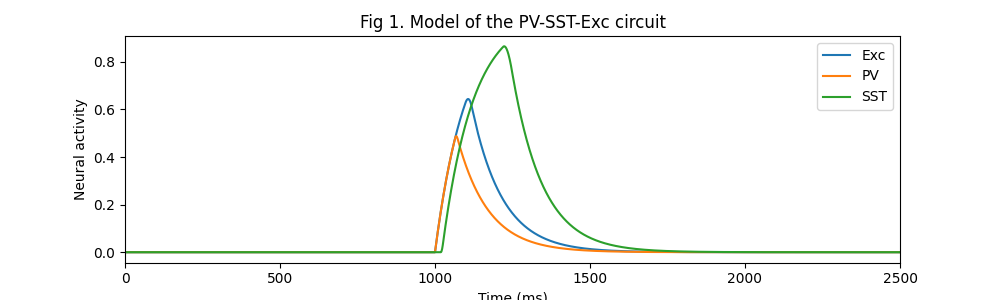 Fig 1. Model of the PV-SST-Exc circuit
Neural activity
0.8
0.6
0.4
0.2
0.0
Exc
PV
SST
0 500 1000 1500 2000 2500
Time (ms)